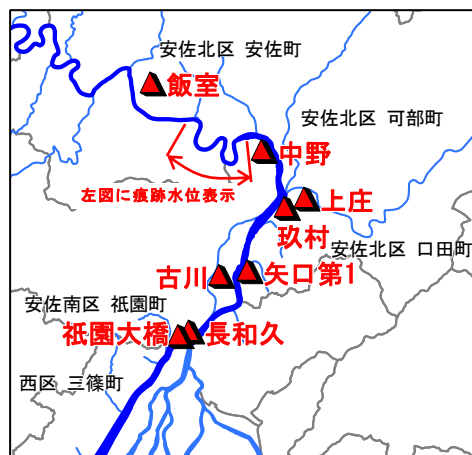 安佐北区 安佐町
飯室
安佐北区 可部町
中野
左図に痕跡水位表示
上庄
玖村
安佐北区 口田町
古川
矢口第1
安佐南区 祇園町
祇園大橋
長和久
西区 三篠町